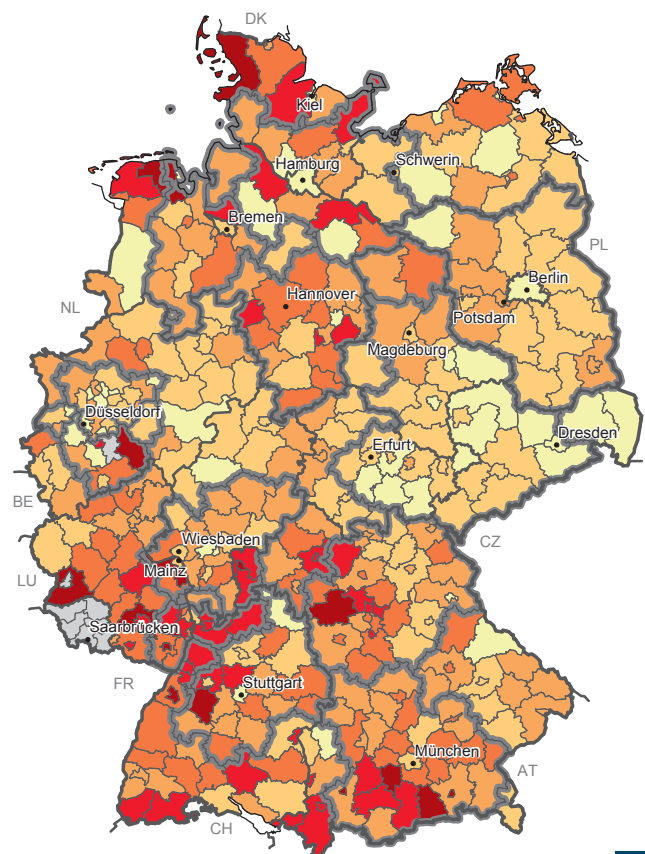 DK
Kiel
Hamburg
Schwerin
Bremen
PL
Berlin
NL
Hannover
Potsdam
Magdeburg
Düsseldorf
Dresden
Erfurt
BE
Wiesbaden
CZ
LU
Mainz
Saarbrücken
FR
Stuttgart
München
AT
CH